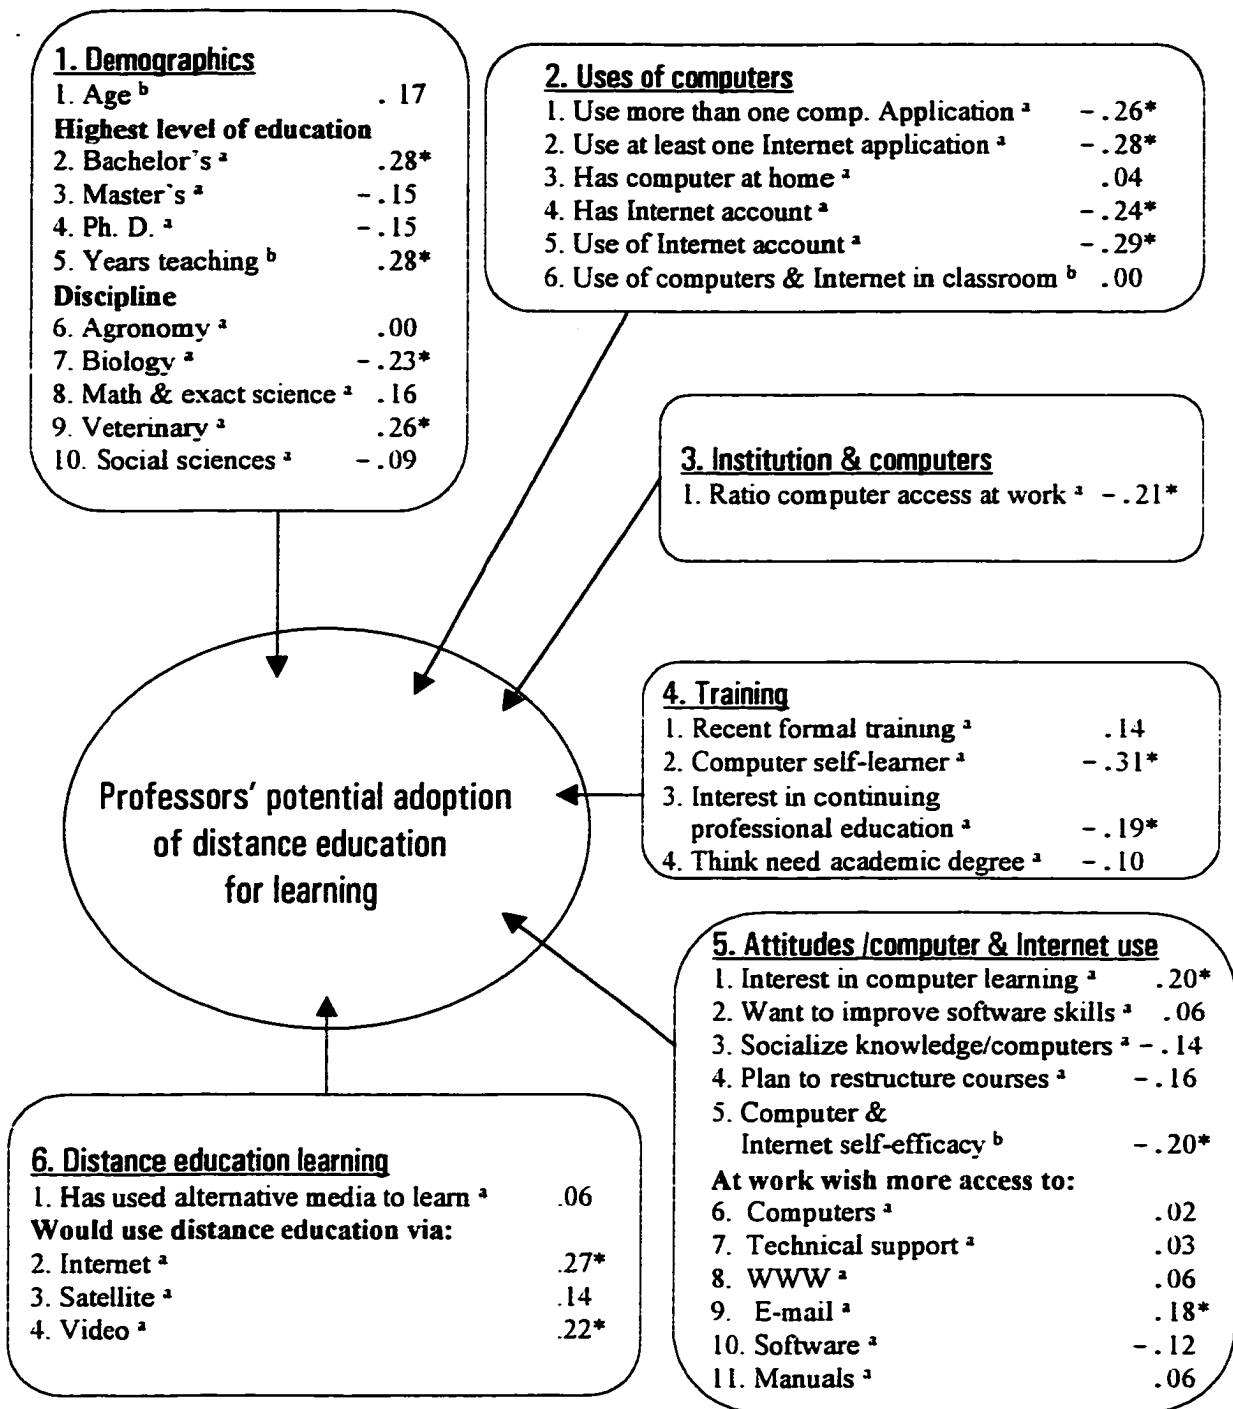 1. Demographics
1. Age ᵇ . 17
Highest level of education
2. Bachelor's ᵃ .28*
3. Master's ᵃ - .15
4. Ph. D. ᵃ - .15
5. Years teaching ᵇ .28*
Discipline
6. Agronomy ᵃ .00
7. Biology ᵃ - .23*
8. Math & exact science ᵃ .16
9. Veterinary ᵃ .26*
10. Social sciences ᵃ - .09
2. Uses of computers
1. Use more than one comp. Application ᵃ - .26*
2. Use at least one Internet application ᵃ - .28*
3. Has computer at home ᵃ .04
4. Has Internet account ᵃ - .24*
5. Use of Internet account ᵃ - .29*
6. Use of computers & Internet in classroom ᵇ .00
3. Institution & computers
1. Ratio computer access at work ᵃ - .21*
4. Training
1. Recent formal training ᵃ .14
2. Computer self-learner ᵃ - .31*
3. Interest in continuing
professional education ᵃ - .19*
4. Think need academic degree ᵃ - .10
Professors' potential adoption
of distance education
for learning
5. Attitudes /computer & Internet use
1. Interest in computer learning ᵃ .20*
2. Want to improve software skills ᵃ .06
3. Socialize knowledge/computers ᵃ - .14
4. Plan to restructure courses ᵃ - .16
5. Computer &
Internet self-efficacy ᵇ - .20*
At work wish more access to:
6. Computers ᵃ .02
7. Technical support ᵃ .03
8. WWW ᵃ .06
9. E-mail ᵃ .18*
10. Software ᵃ - .12
11. Manuals ᵃ .06
6. Distance education learning
1. Has used alternative media to learn ᵃ .06
Would use distance education via:
2. Internet ᵃ .27*
3. Satellite ᵃ .14
4. Video ᵃ .22*